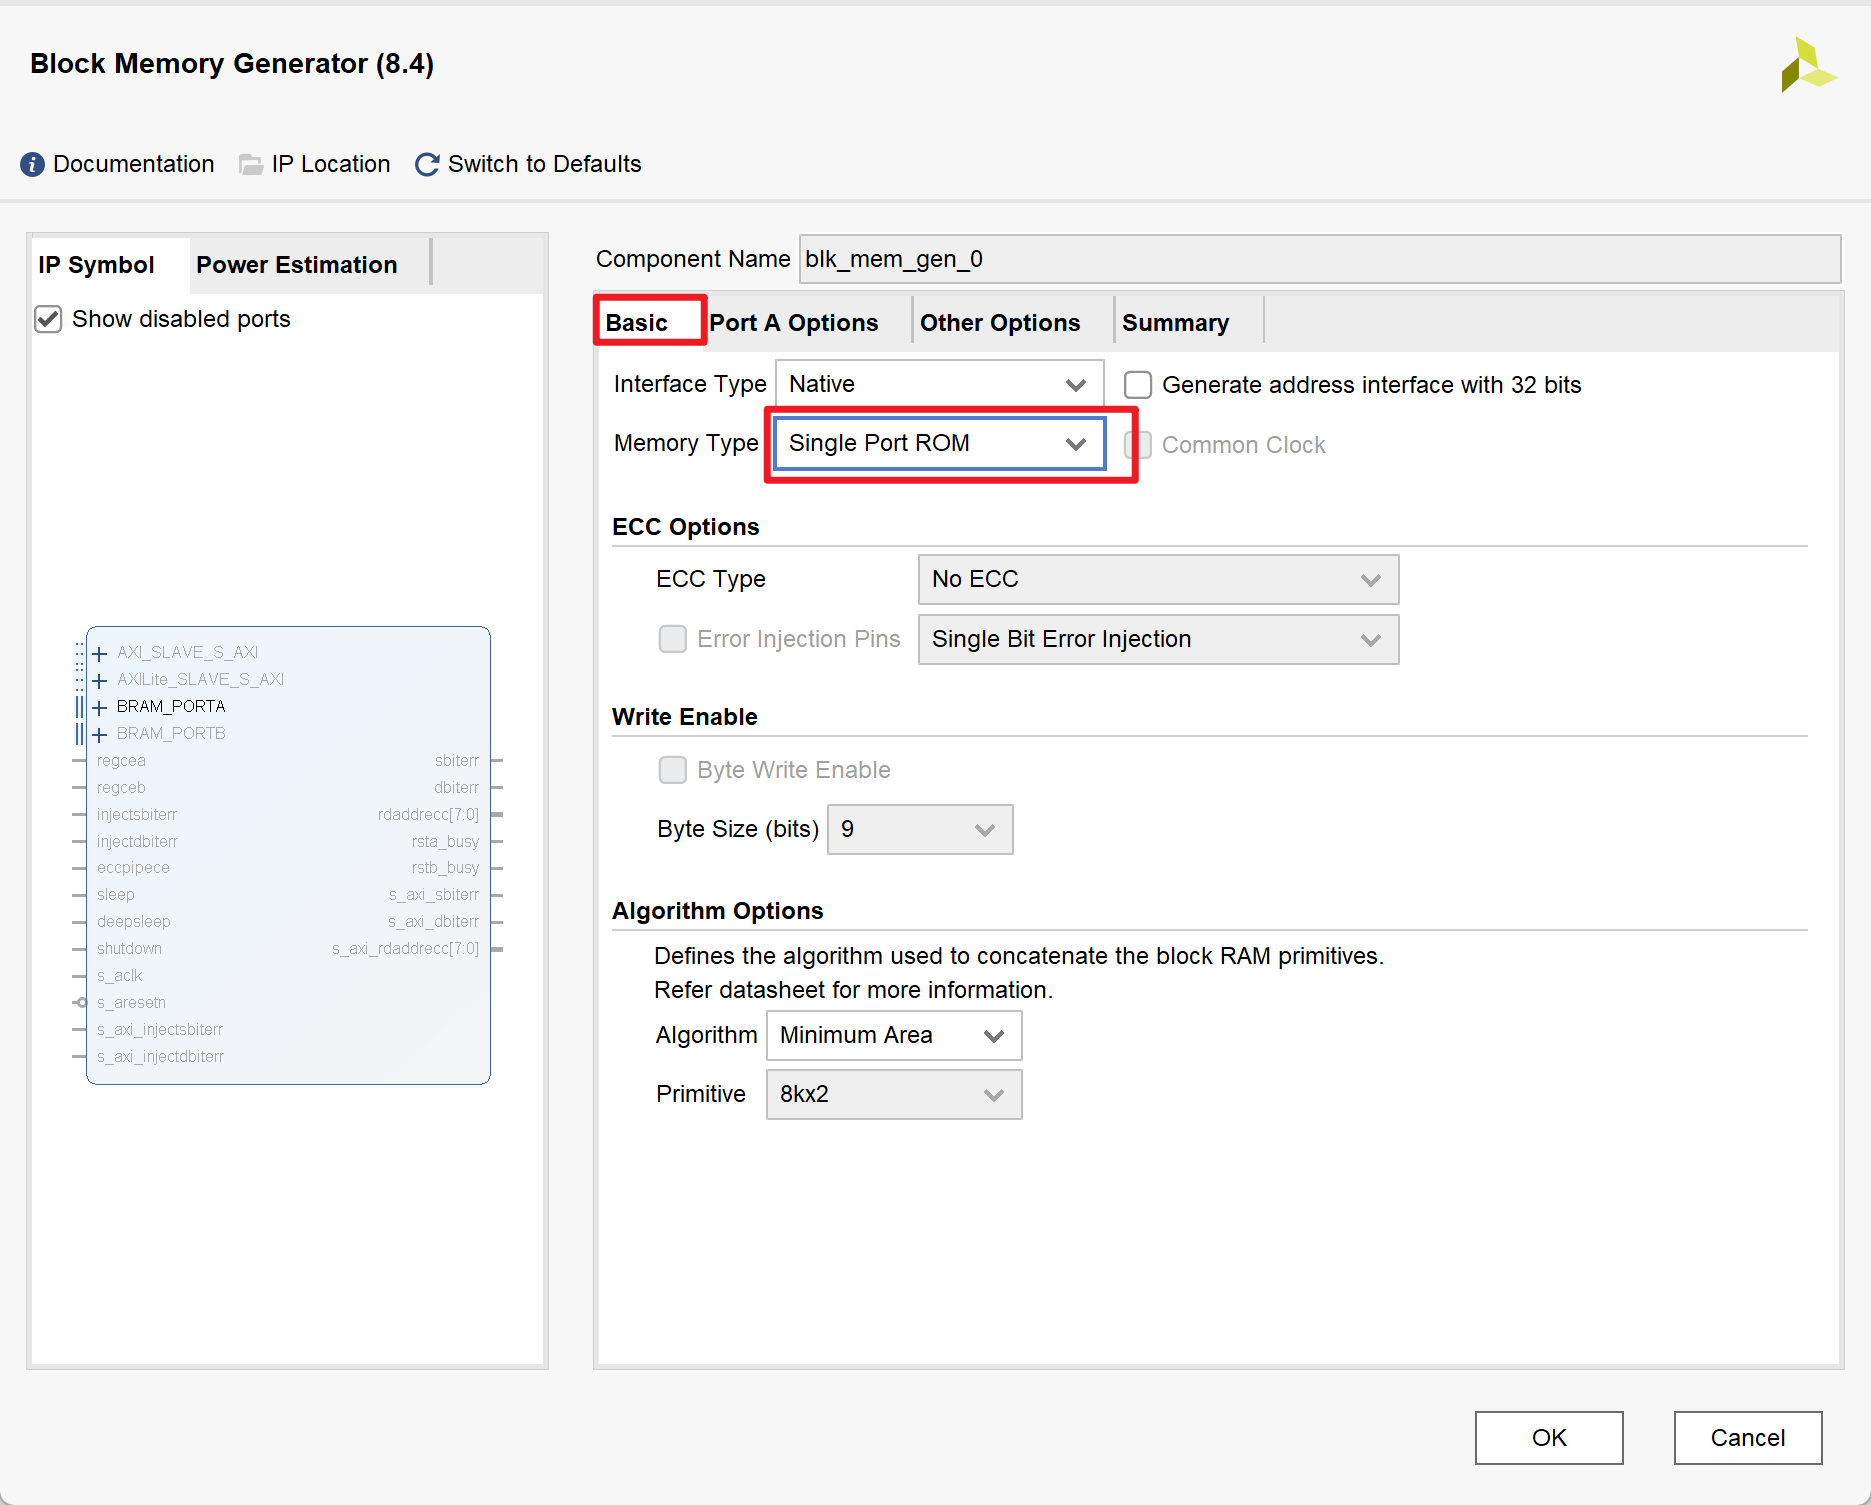 Block Memory Generator (8.4)
Documentation IP Location Switch to Defaults
IP Symbol Power Estimation
Show disabled ports
AXI_SLAVE_S_AXI
AXILite_SLAVE_S_AXI
BRAM_PORTA
BRAM_PORTB
regcea sbiterr
regceb dbiterr
injectsbiterr rdaddrecc[7:0]
injectdbiterr rsta_busy
eccpipece rstb_busy
sleep s_axi_sbiterr
deepsleep s_axi_dbiterr
shutdown s_axi_rdaddrecc[7:0]
s_aclk
s_aresetn
s_axi_injectsbiterr
s_axi_injectdbiterr
Component Name blk_mem_gen_0
Basic Port A Options Other Options Summary
Interface Type Native Generate address interface with 32 bits
Memory Type Single Port ROM Common Clock
ECC Options
ECC Type No ECC
Error Injection Pins Single Bit Error Injection
Write Enable
Byte Write Enable
Byte Size (bits) 9
Algorithm Options
Defines the algorithm used to concatenate the block RAM primitives.
Refer datasheet for more information.
Algorithm Minimum Area
Primitive 8kx2
OK Cancel